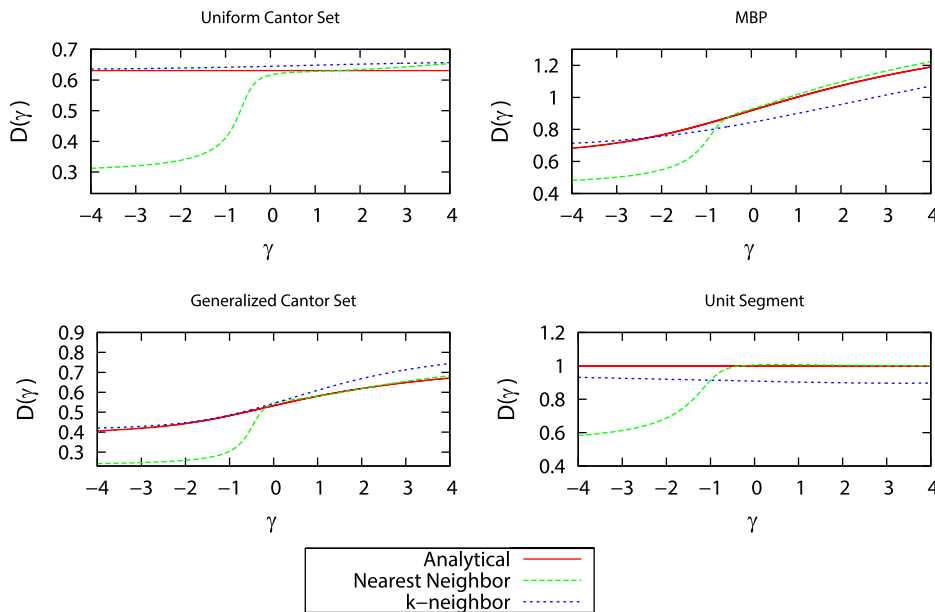 Uniform Cantor Set
0.7
0.6
0.5
0.4
0.3
D(γ)
−4 −3 −2 −1 0 1 2 3 4
γ
MBP
1.2
1
0.8
0.6
0.4
D(γ)
−4 −3 −2 −1 0 1 2 3 4
γ
Generalized Cantor Set
0.9
0.8
0.7
0.6
0.5
0.4
0.3
D(γ)
−4 −3 −2 −1 0 1 2 3 4
γ
Unit Segment
1.2
1
0.8
0.6
0.4
D(γ)
−4 −3 −2 −1 0 1 2 3 4
γ
Analytical
Nearest Neighbor
k−neighbor